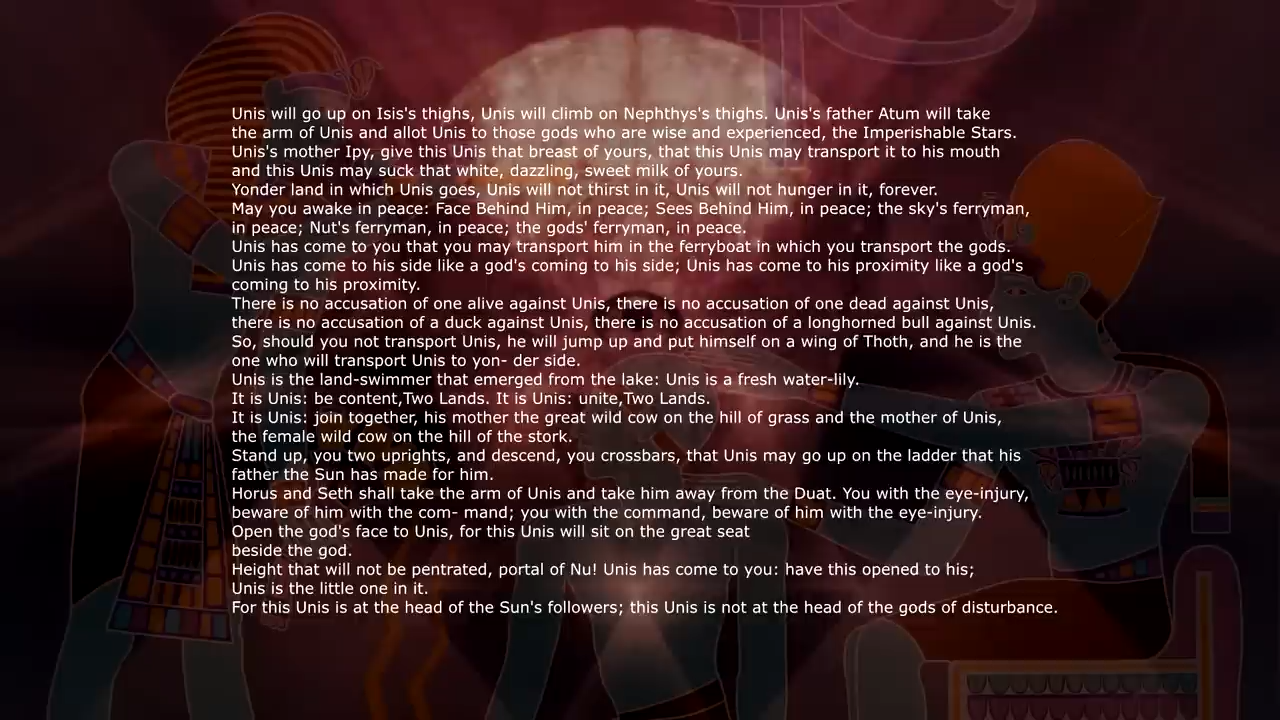 Unis will go up on Isis's thighs, Unis will climb on Nephthys's thighs. Unis's father Atum will take
the arm of Unis and allot Unis to those gods who are wise and experienced, the Imperishable Stars.
Unis's mother Ipy, give this Unis that breast of yours, that this Unis may transport it to his mouth
and this Unis may suck that white, dazzling, sweet milk of yours.
Yonder land in which Unis goes, Unis will not thirst in it, Unis will not hunger in it, forever.
May you awake in peace: Face Behind Him, in peace; Sees Behind Him, in peace; the sky's ferryman,
in peace; Nut's ferryman, in peace; the gods' ferryman, in peace.
Unis has come to you that you may transport him in the ferryboat in which you transport the gods.
Unis has come to his side like a god's coming to his side; Unis has come to his proximity like a god's
coming to his proximity.
There is no accusation of one alive against Unis, there is no accusation of one dead against Unis,
there is no accusation of a duck against Unis, there is no accusation of a longhorned bull against Unis.
So, should you not transport Unis, he will jump up and put himself on a wing of Thoth, and he is the
one who will transport Unis to yon- der side.
Unis is the land-swimmer that emerged from the lake: Unis is a fresh water-lily.
It is Unis: be content,Two Lands. It is Unis: unite,Two Lands.
It is Unis: join together, his mother the great wild cow on the hill of grass and the mother of Unis,
the female wild cow on the hill of the stork.
Stand up, you two uprights, and descend, you crossbars, that Unis may go up on the ladder that his
father the Sun has made for him.
Horus and Seth shall take the arm of Unis and take him away from the Duat. You with the eye-injury,
beware of him with the com- mand; you with the command, beware of him with the eye-injury.
Open the god's face to Unis, for this Unis will sit on the great seat
beside the god.
Height that will not be pentrated, portal of Nu! Unis has come to you: have this opened to his;
Unis is the little one in it.
For this Unis is at the head of the Sun's followers; this Unis is not at the head of the gods of disturbance.